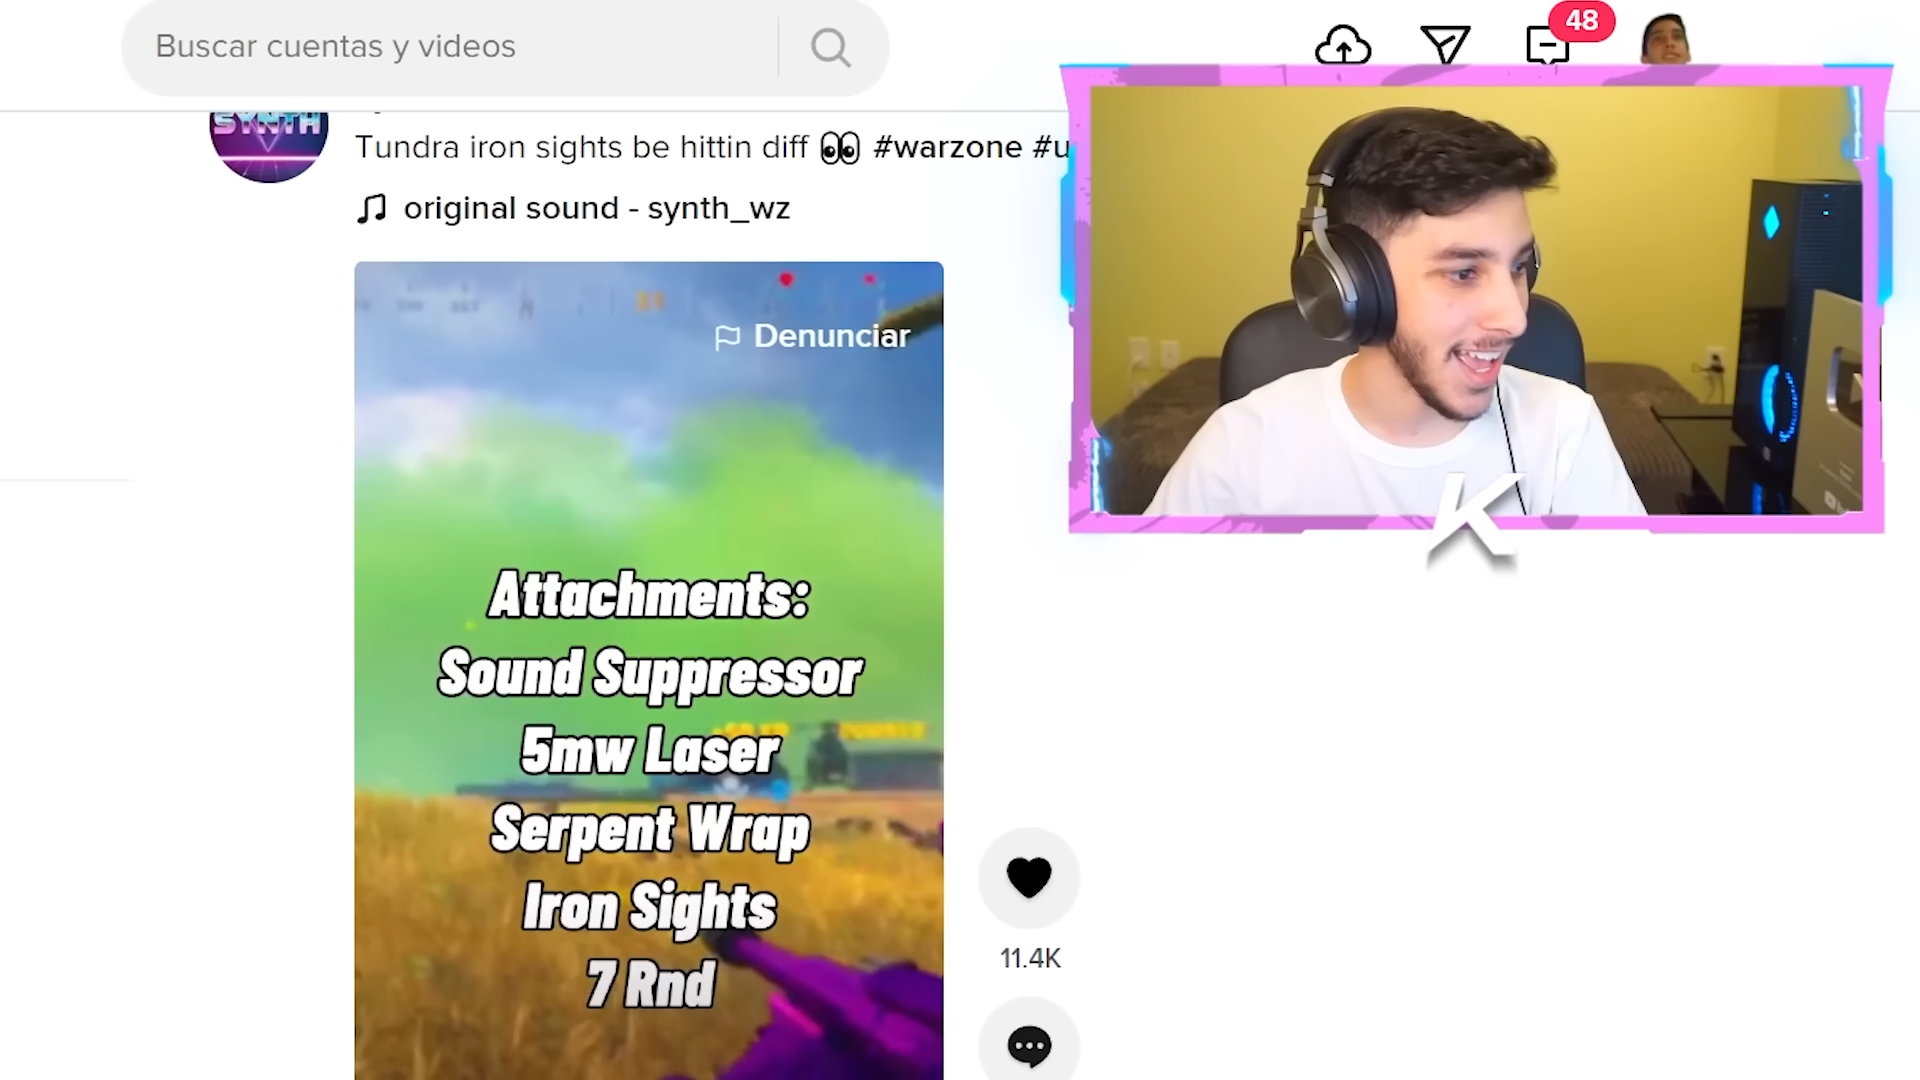 Buscar cuentas y videos
48
SYNTH
Tundra iron sights be hittin diff 👀 #warzone #u
original sound - synth_wz
Denunciar
Attachments:
Sound Suppressor
5mw Laser
Serpent Wrap
Iron Sights
7 Rnd
K
11.4K